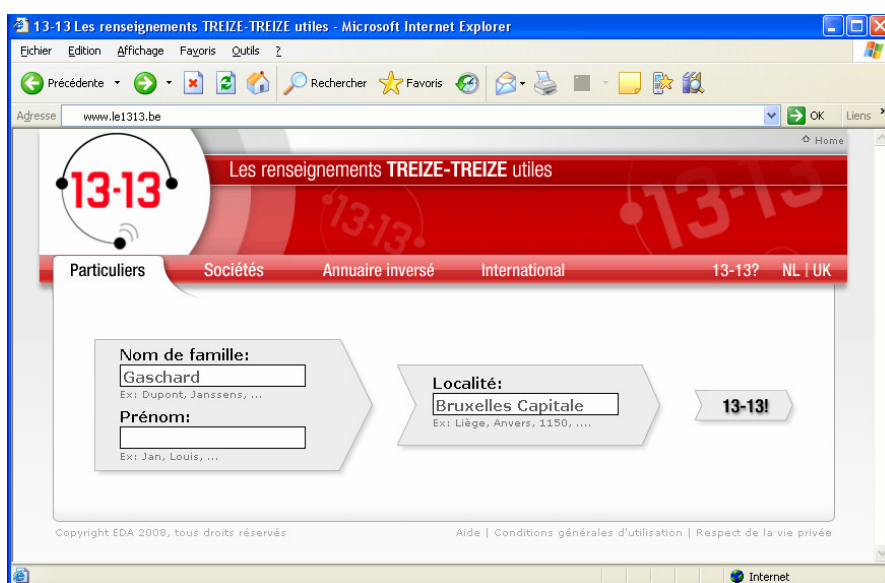 13-13 Les renseignements TREIZE-TREIZE utiles - Microsoft Internet Explorer
Fichier Edition Affichage Favoris Outils ?
Précédente Rechercher Favoris
Adresse www.le1313.be OK Liens
Home
13-13 Les renseignements TREIZE-TREIZE utiles
13-13
13-13
Particuliers Sociétés Annuaire inversé International 13-13? NL | UK
Nom de famille:
Gaschard
Ex: Dupont, Janssens, ...
Prénom:
Ex: Jan, Louis, ...
Localité:
Bruxelles Capitale
Ex: Liège, Anvers, 1150, ....
13-13!
Copyright EDA 2008, tous droits réservés Aide | Conditions générales d'utilisation | Respect de la vie privée
Internet